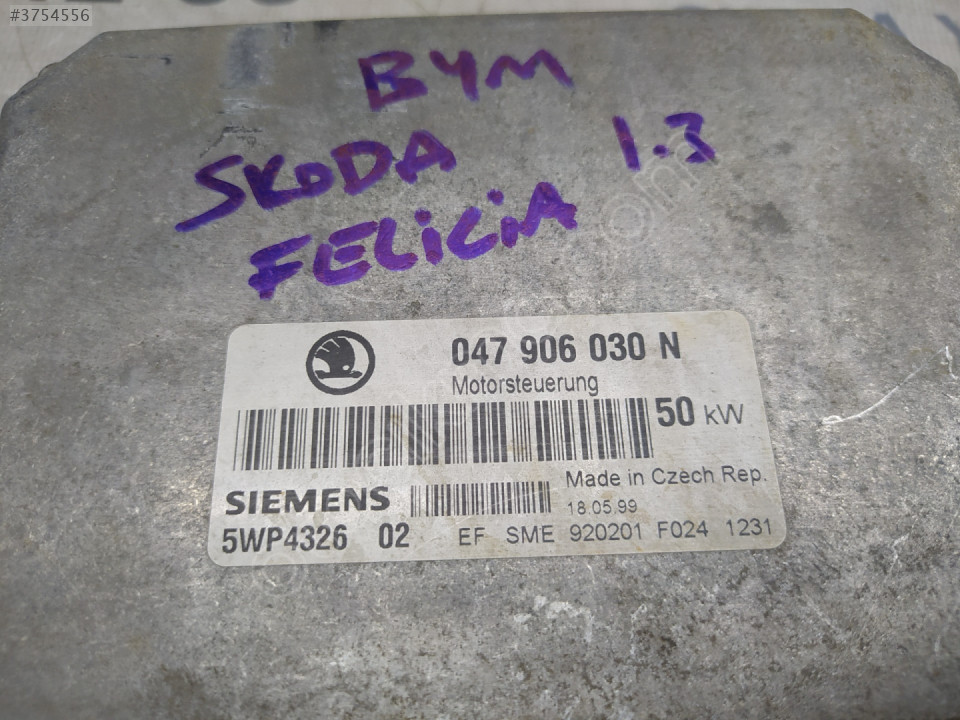 #3754556
BYM
SKODA 1.3
FELiCiA
047 906 030 N
Motorsteuerung
50 kW
Made in Czech Rep.
SIEMENS
18.05.99
5WP4326 02 EF SME 920201 F024 1231